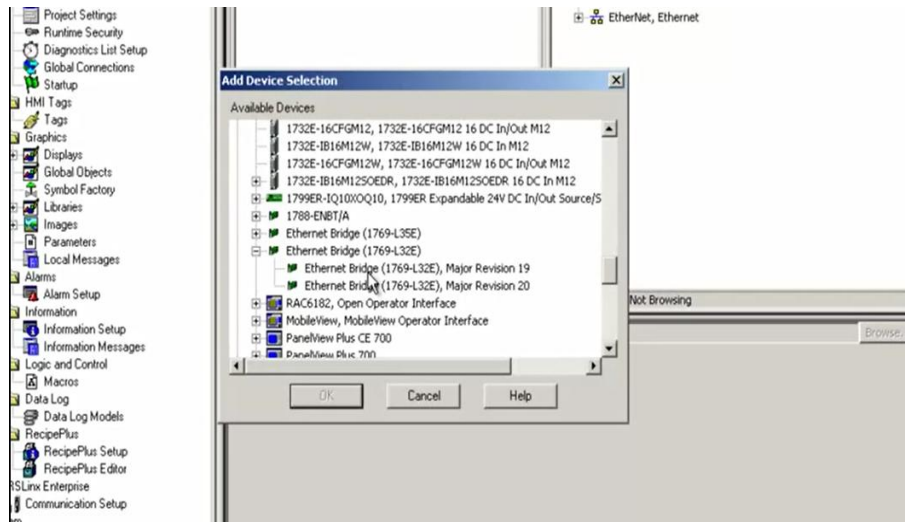 Project Settings
Runtime Security
Diagnostics List Setup
Global Connections
Startup
HMI Tags
Tags
Graphics
Displays
Global Objects
Symbol Factory
Libraries
Images
Parameters
Local Messages
Alarms
Alarm Setup
Information
Information Setup
Information Messages
Logic and Control
Macros
Data Log
Data Log Models
RecipePlus
RecipePlus Setup
RecipePlus Editor
RSLinx Enterprise
Communication Setup
EtherNet, Ethernet
Add Device Selection
Available Devices
1732E-16CFGM12, 1732E-16CFGM12 16 DC In/Out M12
1732E-IB16M12W, 1732E-IB16M12W 16 DC In M12
1732E-16CFGM12W, 1732E-16CFGM12W 16 DC In/Out M12
1732E-IB16M12SOEDR, 1732E-IB16M12SOEDR 16 DC In M12
1799ER-IQ10XOQ10, 1799ER Expandable 24V DC In/Out Source/S
1788-ENBT/A
Ethernet Bridge (1769-L35E)
Ethernet Bridge (1769-L32E)
Ethernet Bridge (1769-L32E), Major Revision 19
Ethernet Bridge (1769-L32E), Major Revision 20
RAC6182, Open Operator Interface
MobileView, MobileView Operator Interface
PanelView Plus CE 700
PanelView Plus 700
OK Cancel Help
Not Browsing
Browse.